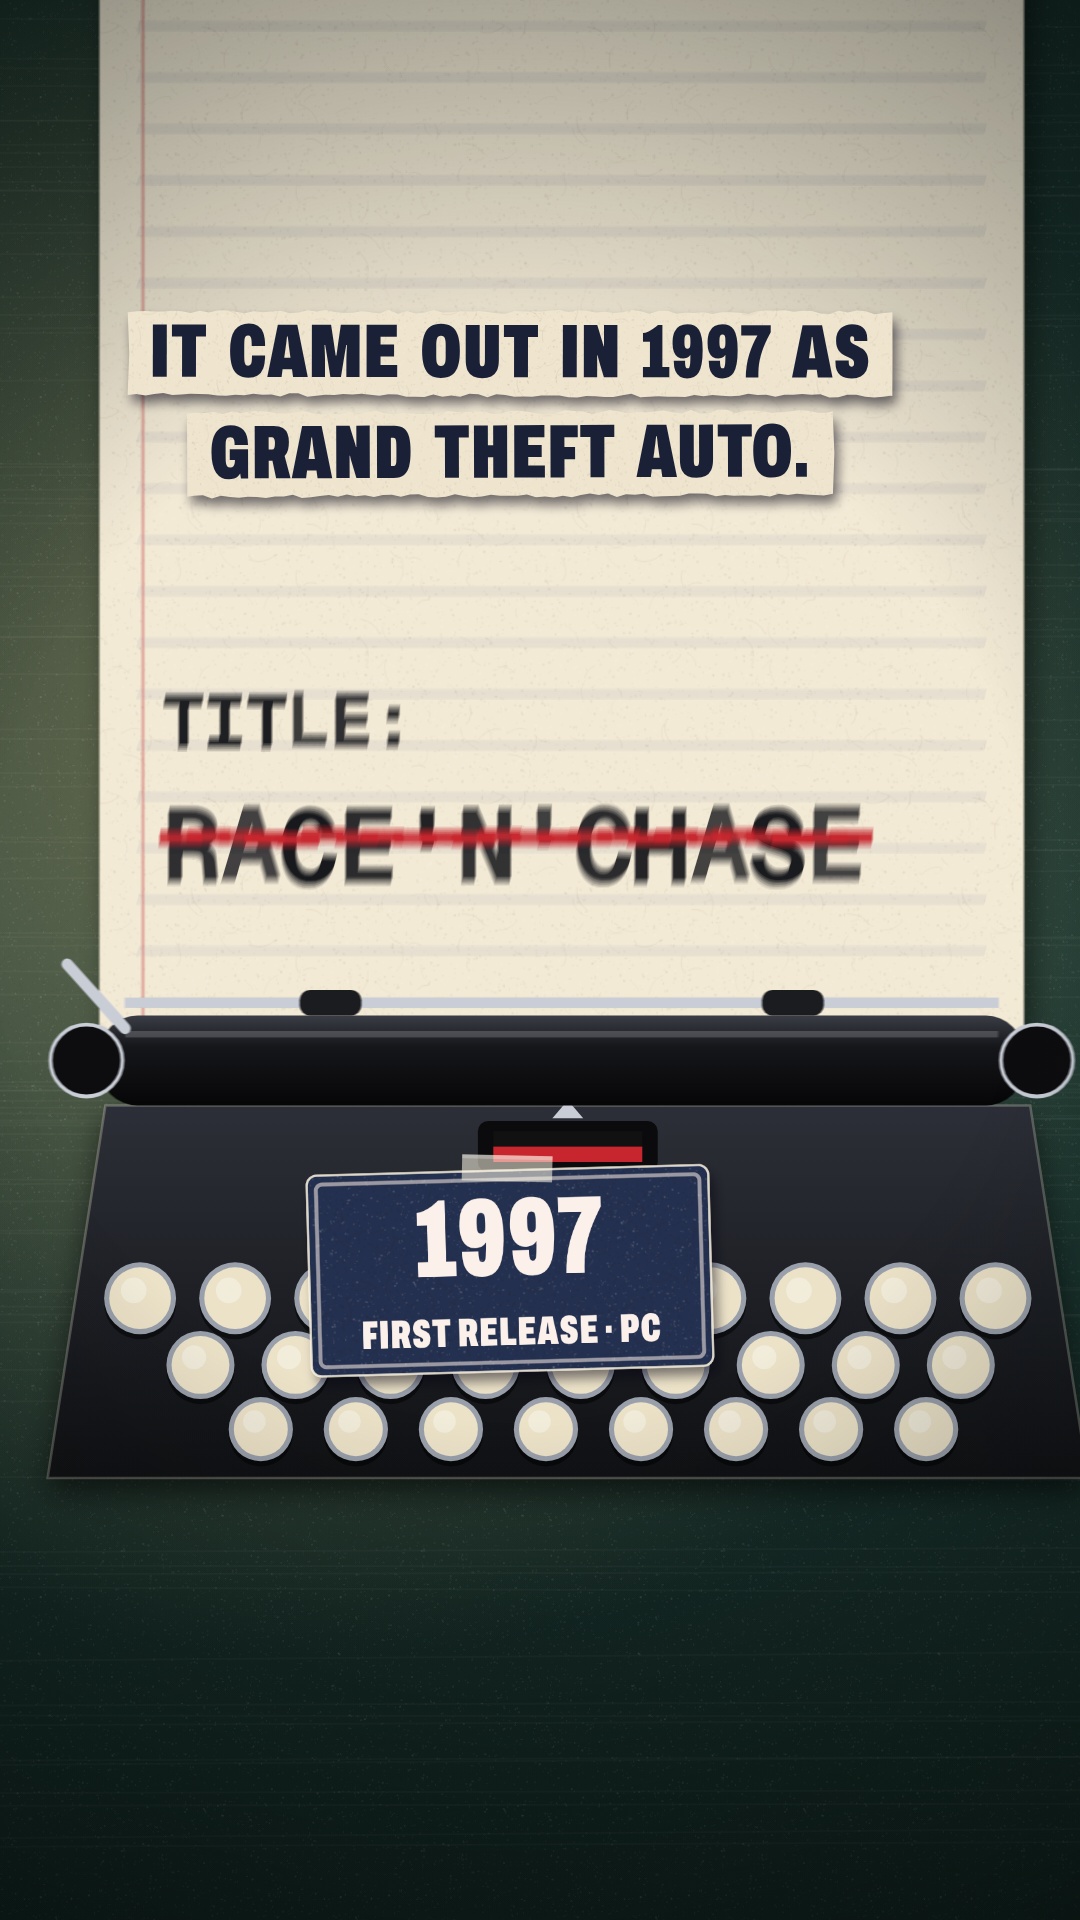 IT CAME OUT IN 1997 AS
GRAND THEFT AUTO.
TITLE:
RACE'N'CHASE
1997
FIRST RELEASE · PC